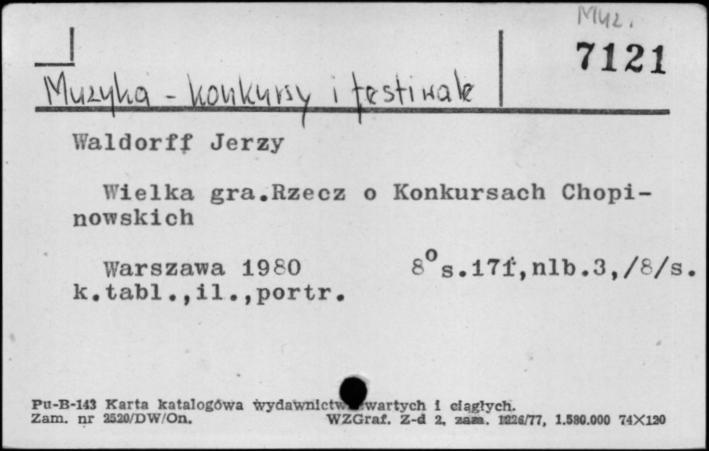 Muz.
7121
Muzyka - konkursy i festiwale
Waldorff Jerzy
Wielka gra.Rzecz o Konkursach Chopi-
nowskich
Warszawa 1980 8⁰s.171,nlb.3,/8/s.
k.tabl.,il.,portr.
Pu-B-143 Karta katalogowa wydawnictw zwartych i ciągłych.
Zam. nr 2520/DW/On. WZGraf. Z-d 2, zam. 1226/77, 1.580.000 74X120